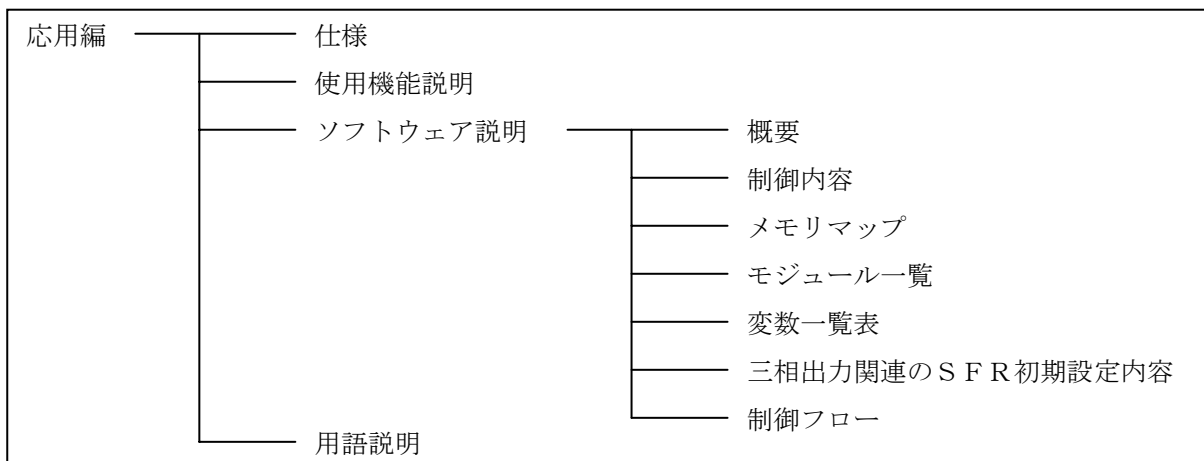 応用編
仕様
使用機能説明
ソフトウェア説明
概要
制御内容
メモリマップ
モジュール一覧
変数一覧表
三相出力関連のＳＦＲ初期設定内容
制御フロー
用語説明